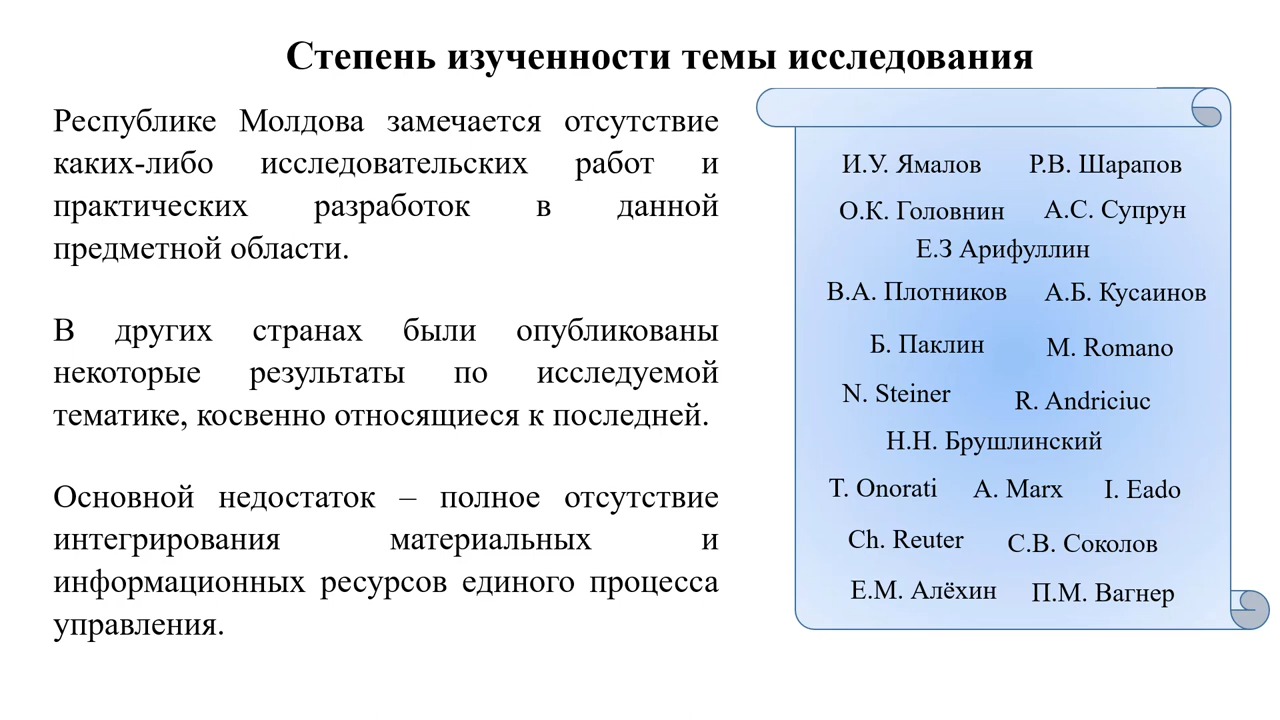 Степень изученности темы исследования
Республике Молдова замечается отсутствие
каких-либо исследовательских работ и
практических разработок в данной
предметной области.
В других странах были опубликованы
некоторые результаты по исследуемой
тематике, косвенно относящиеся к последней.
Основной недостаток – полное отсутствие
интегрирования материальных и
информационных ресурсов единого процесса
управления.
И.У. Ямалов Р.В. Шарапов
О.К. Головнин А.С. Супрун
Е.З Арифуллин
В.А. Плотников А.Б. Кусаинов
Б. Паклин M. Romano
N. Steiner R. Andriciuc
Н.Н. Брушлинский
T. Onorati A. Marx I. Eado
Ch. Reuter С.В. Соколов
Е.М. Алёхин П.М. Вагнер